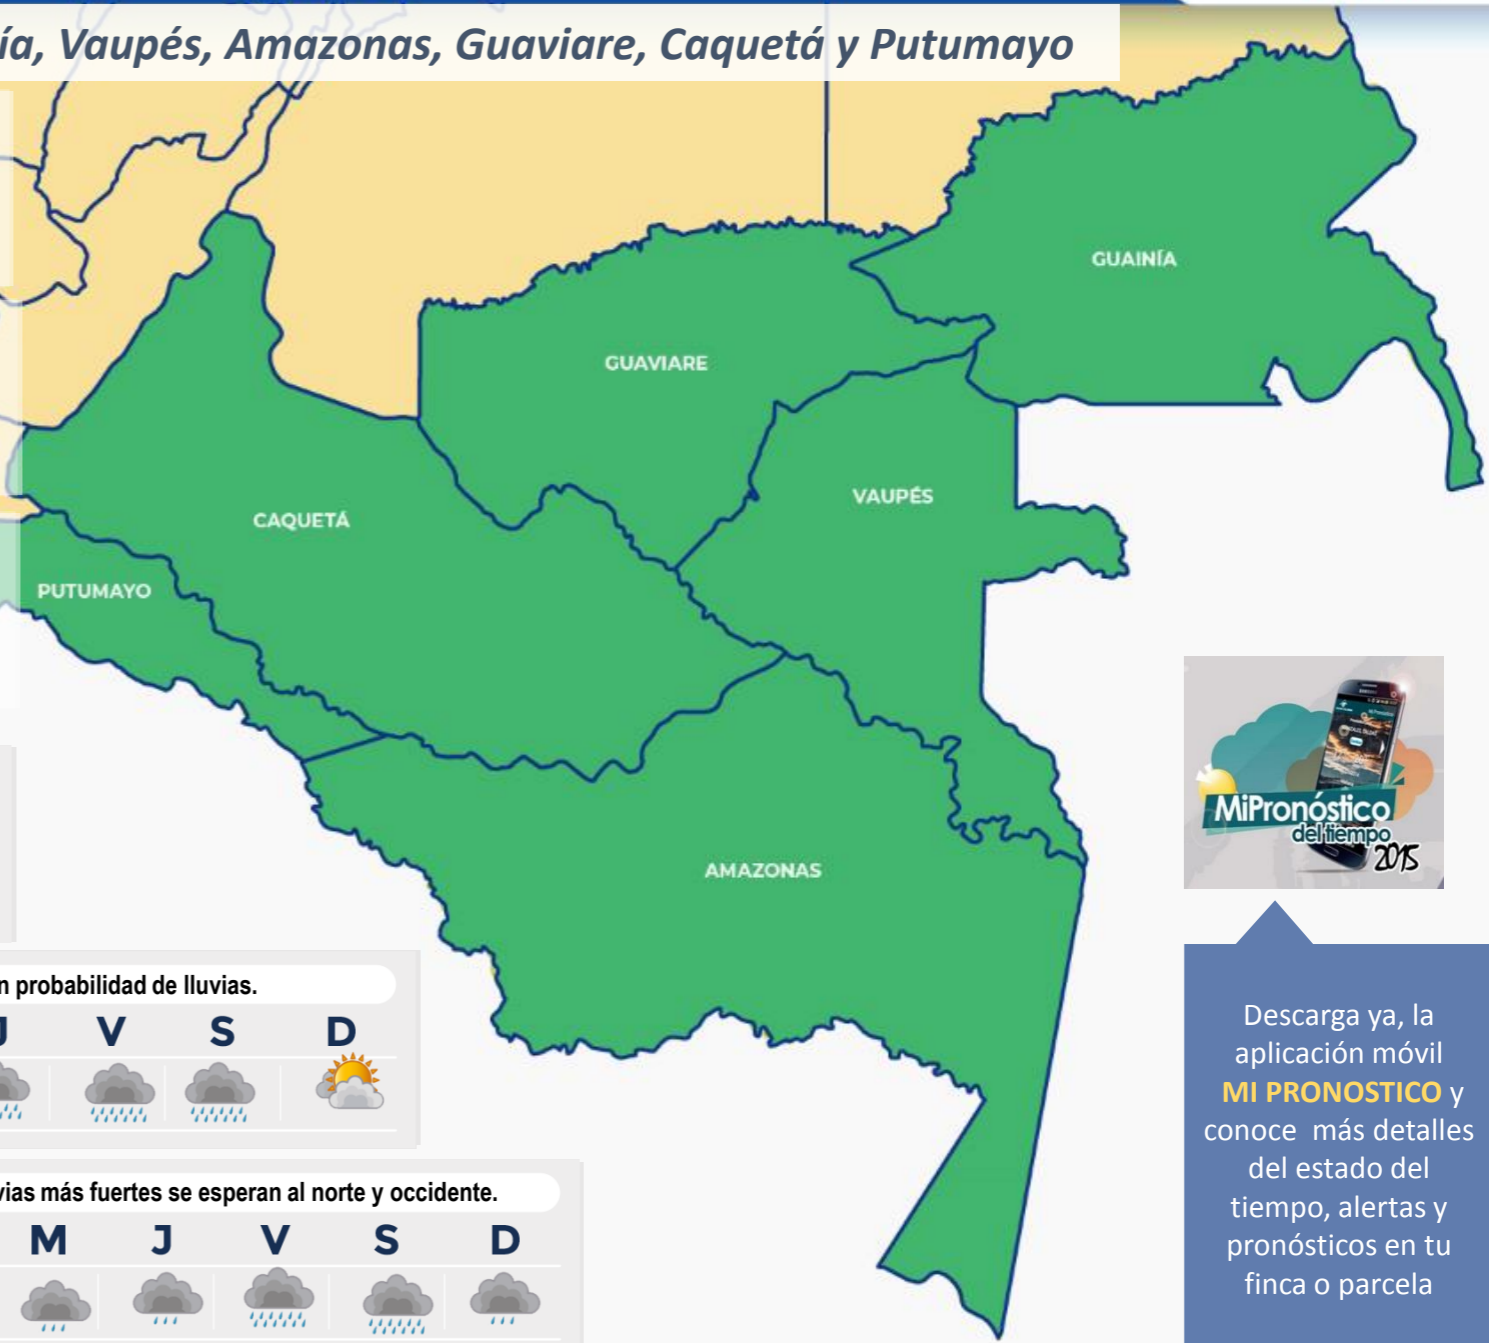 ía, Vaupés, Amazonas, Guaviare, Caquetá y Putumayo
GUAINÍA
GUAVIARE
VAUPÉS
CAQUETÁ
PUTUMAYO
AMAZONAS
MiPronóstico
del tiempo
2015
n probabilidad de lluvias.
J V S D
vias más fuertes se esperan al norte y occidente.
M J V S D
Descarga ya, la
aplicación móvil
MI PRONOSTICO y
conoce más detalles
del estado del
tiempo, alertas y
pronósticos en tu
finca o parcela